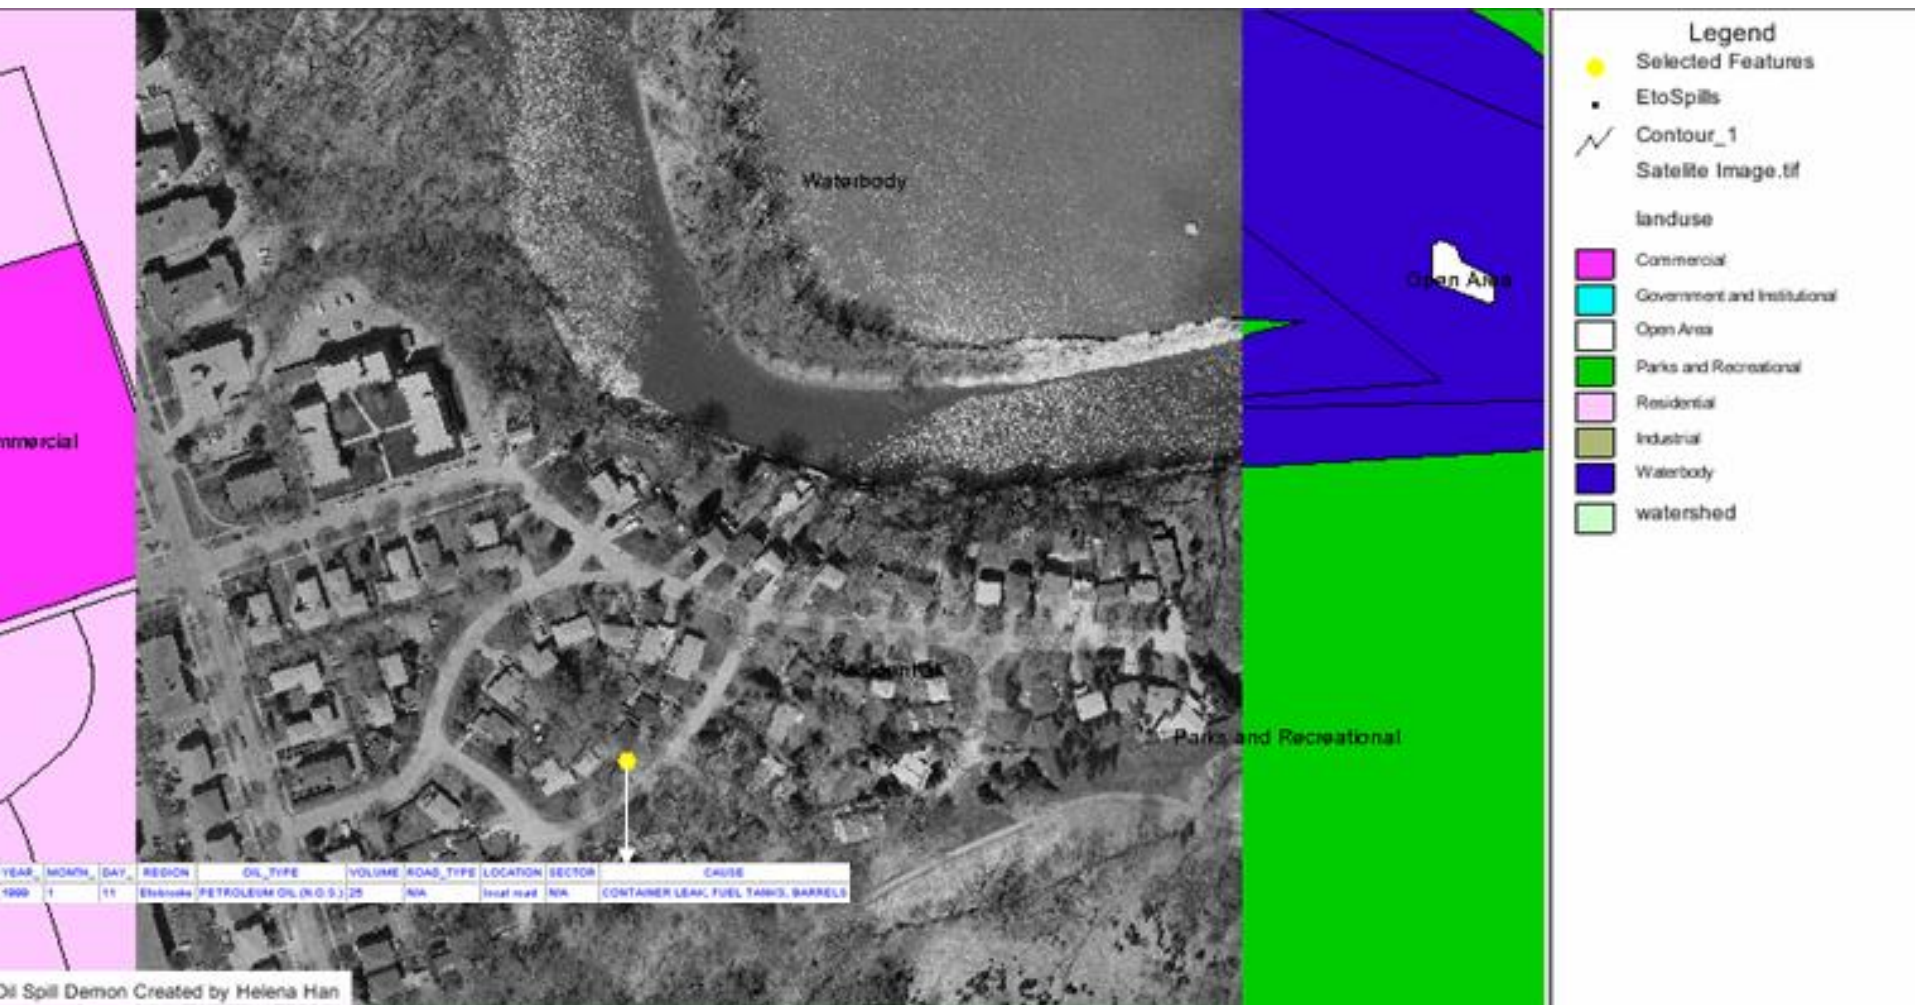 Legend
Selected Features
EtoSpills
Contour_1
Satelite Image.tif
landuse
Commercial
Government and Institutional
Open Area
Parks and Recreational
Residential
Industrial
Waterbody
watershed
Waterbody
Open Area
mmercial
Parks and Recreational
YEAR_ MONTH_ DAY_ REGION OIL_TYPE VOLUME ROAD_TYPE LOCATION SECTOR CAUSE
1999 1 11 Etobicoke PETROLEUM OIL (N.O.S.) 25 N/A local road N/A CONTAINER LEAK, FUEL TANKS, BARRELS
Oil Spill Demon Created by Helena Han